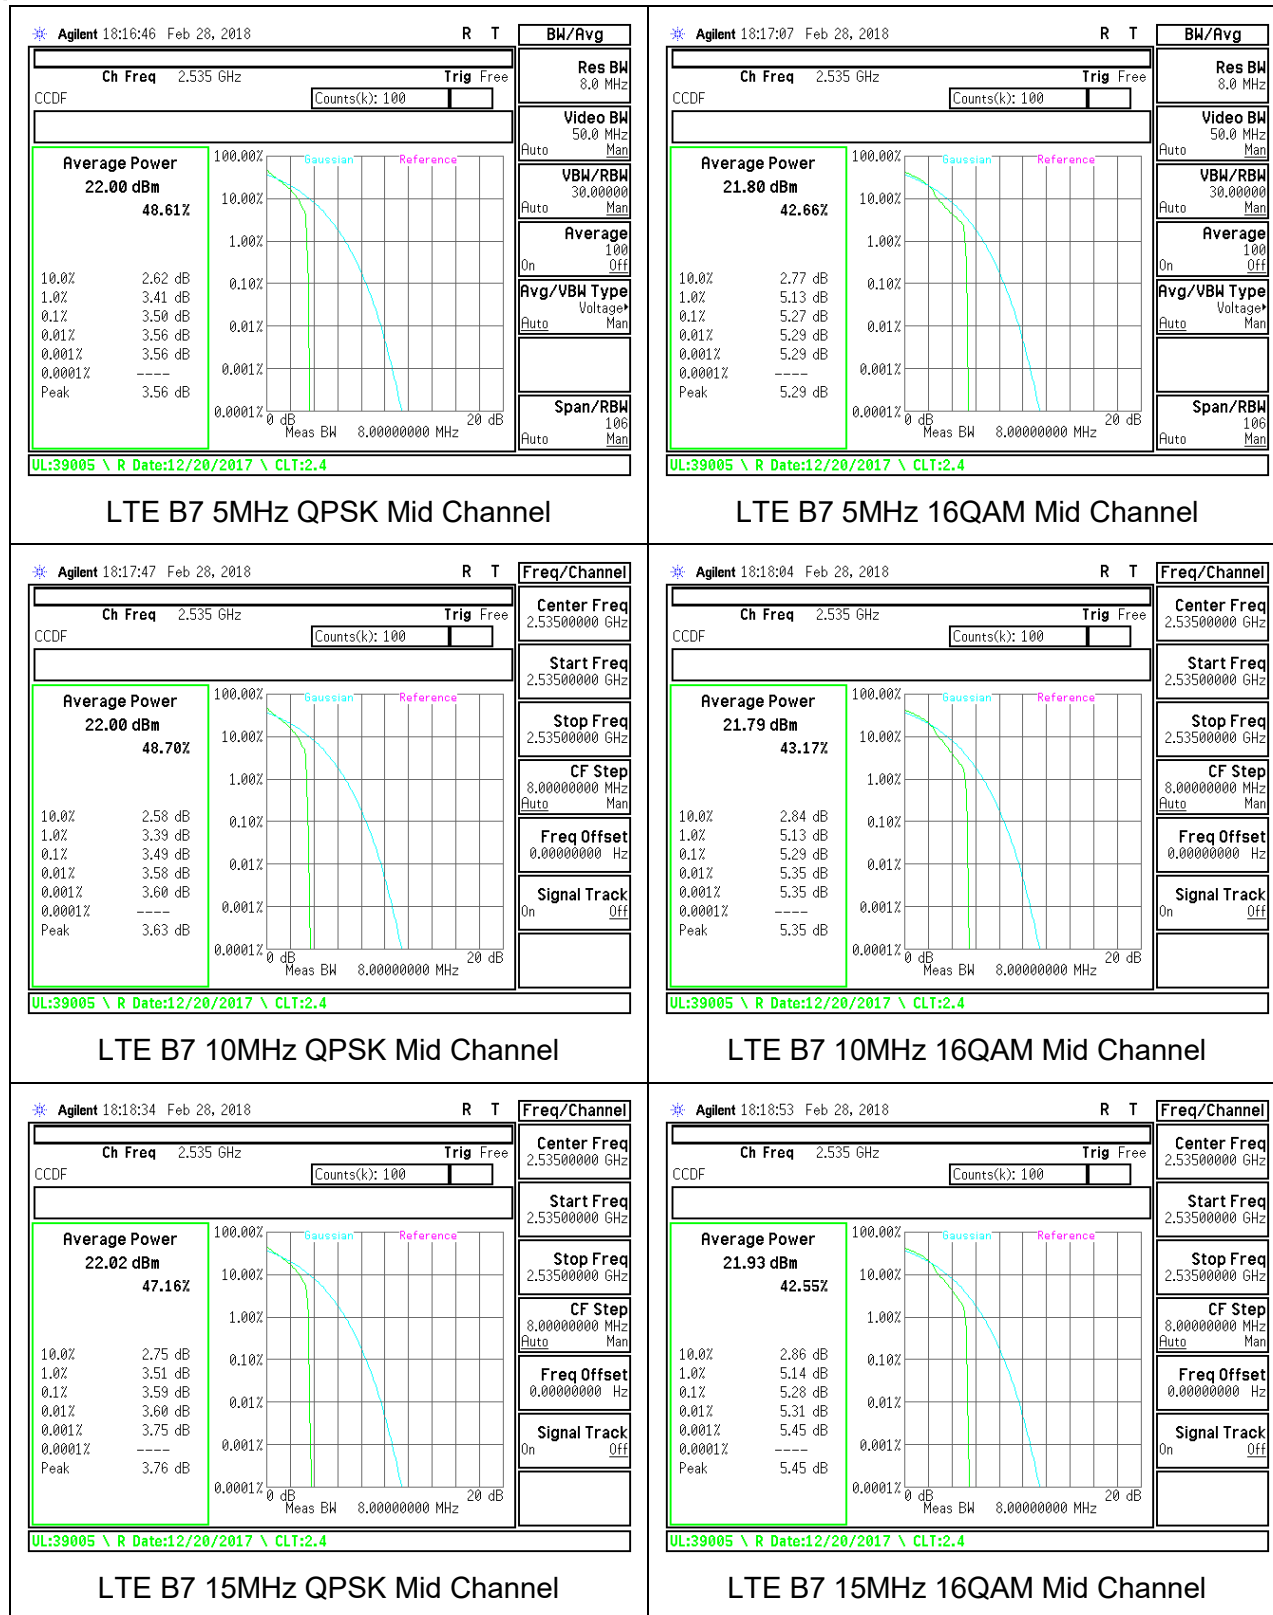 Agilent 18:16:46 Feb 28, 2018 R T
BW/Avg
Ch Freq 2.535 GHz Trig Free
CCDF Counts(k): 100
Res BW
8.0 MHz
Video BW
50.0 MHz
Auto Man
VBW/RBW
30.00000
Auto Man
Average
100
On Off
Avg/VBW Type
Voltage
Auto Man
Span/RBW
106
Auto Man
Average Power
22.00 dBm
48.61%
10.0% 2.62 dB
1.0% 3.41 dB
0.1% 3.50 dB
0.01% 3.56 dB
0.001% 3.56 dB
0.0001% ----
Peak 3.56 dB
100.00% Gaussian Reference
10.00%
1.00%
0.10%
0.01%
0.001%
0.0001%
0 dB 20 dB
Meas BW 8.00000000 MHz
UL:39005 \ R Date:12/20/2017 \ CLT:2.4
LTE B7 5MHz QPSK Mid Channel
Agilent 18:17:07 Feb 28, 2018 R T
BW/Avg
Ch Freq 2.535 GHz Trig Free
CCDF Counts(k): 100
Res BW
8.0 MHz
Video BW
50.0 MHz
Auto Man
VBW/RBW
30.00000
Auto Man
Average
100
On Off
Avg/VBW Type
Voltage
Auto Man
Span/RBW
106
Auto Man
Average Power
21.80 dBm
42.66%
10.0% 2.77 dB
1.0% 5.13 dB
0.1% 5.27 dB
0.01% 5.29 dB
0.001% 5.29 dB
0.0001% ----
Peak 5.29 dB
100.00% Gaussian Reference
10.00%
1.00%
0.10%
0.01%
0.001%
0.0001%
0 dB 20 dB
Meas BW 8.00000000 MHz
UL:39005 \ R Date:12/20/2017 \ CLT:2.4
LTE B7 5MHz 16QAM Mid Channel
Agilent 18:17:47 Feb 28, 2018 R T
Freq/Channel
Ch Freq 2.535 GHz Trig Free
CCDF Counts(k): 100
Center Freq
2.53500000 GHz
Start Freq
2.53500000 GHz
Stop Freq
2.53500000 GHz
CF Step
8.00000000 MHz
Auto Man
Freq Offset
0.00000000 Hz
Signal Track
On Off
Average Power
22.00 dBm
48.70%
10.0% 2.58 dB
1.0% 3.39 dB
0.1% 3.49 dB
0.01% 3.58 dB
0.001% 3.60 dB
0.0001% ----
Peak 3.63 dB
100.00% Gaussian Reference
10.00%
1.00%
0.10%
0.01%
0.001%
0.0001%
0 dB 20 dB
Meas BW 8.00000000 MHz
UL:39005 \ R Date:12/20/2017 \ CLT:2.4
LTE B7 10MHz QPSK Mid Channel
Agilent 18:18:04 Feb 28, 2018 R T
Freq/Channel
Ch Freq 2.535 GHz Trig Free
CCDF Counts(k): 100
Center Freq
2.53500000 GHz
Start Freq
2.53500000 GHz
Stop Freq
2.53500000 GHz
CF Step
8.00000000 MHz
Auto Man
Freq Offset
0.00000000 Hz
Signal Track
On Off
Average Power
21.79 dBm
43.17%
10.0% 2.84 dB
1.0% 5.13 dB
0.1% 5.29 dB
0.01% 5.35 dB
0.001% 5.35 dB
0.0001% ----
Peak 5.35 dB
100.00% Gaussian Reference
10.00%
1.00%
0.10%
0.01%
0.001%
0.0001%
0 dB 20 dB
Meas BW 8.00000000 MHz
UL:39005 \ R Date:12/20/2017 \ CLT:2.4
LTE B7 10MHz 16QAM Mid Channel
Agilent 18:18:34 Feb 28, 2018 R T
Freq/Channel
Ch Freq 2.535 GHz Trig Free
CCDF Counts(k): 100
Center Freq
2.53500000 GHz
Start Freq
2.53500000 GHz
Stop Freq
2.53500000 GHz
CF Step
8.00000000 MHz
Auto Man
Freq Offset
0.00000000 Hz
Signal Track
On Off
Average Power
22.02 dBm
47.16%
10.0% 2.75 dB
1.0% 3.51 dB
0.1% 3.59 dB
0.01% 3.60 dB
0.001% 3.75 dB
0.0001% ----
Peak 3.76 dB
100.00% Gaussian Reference
10.00%
1.00%
0.10%
0.01%
0.001%
0.0001%
0 dB 20 dB
Meas BW 8.00000000 MHz
UL:39005 \ R Date:12/20/2017 \ CLT:2.4
LTE B7 15MHz QPSK Mid Channel
Agilent 18:18:53 Feb 28, 2018 R T
Freq/Channel
Ch Freq 2.535 GHz Trig Free
CCDF Counts(k): 100
Center Freq
2.53500000 GHz
Start Freq
2.53500000 GHz
Stop Freq
2.53500000 GHz
CF Step
8.00000000 MHz
Auto Man
Freq Offset
0.00000000 Hz
Signal Track
On Off
Average Power
21.93 dBm
42.55%
10.0% 2.86 dB
1.0% 5.14 dB
0.1% 5.28 dB
0.01% 5.31 dB
0.001% 5.45 dB
0.0001% ----
Peak 5.45 dB
100.00% Gaussian Reference
10.00%
1.00%
0.10%
0.01%
0.001%
0.0001%
0 dB 20 dB
Meas BW 8.00000000 MHz
UL:39005 \ R Date:12/20/2017 \ CLT:2.4
LTE B7 15MHz 16QAM Mid Channel